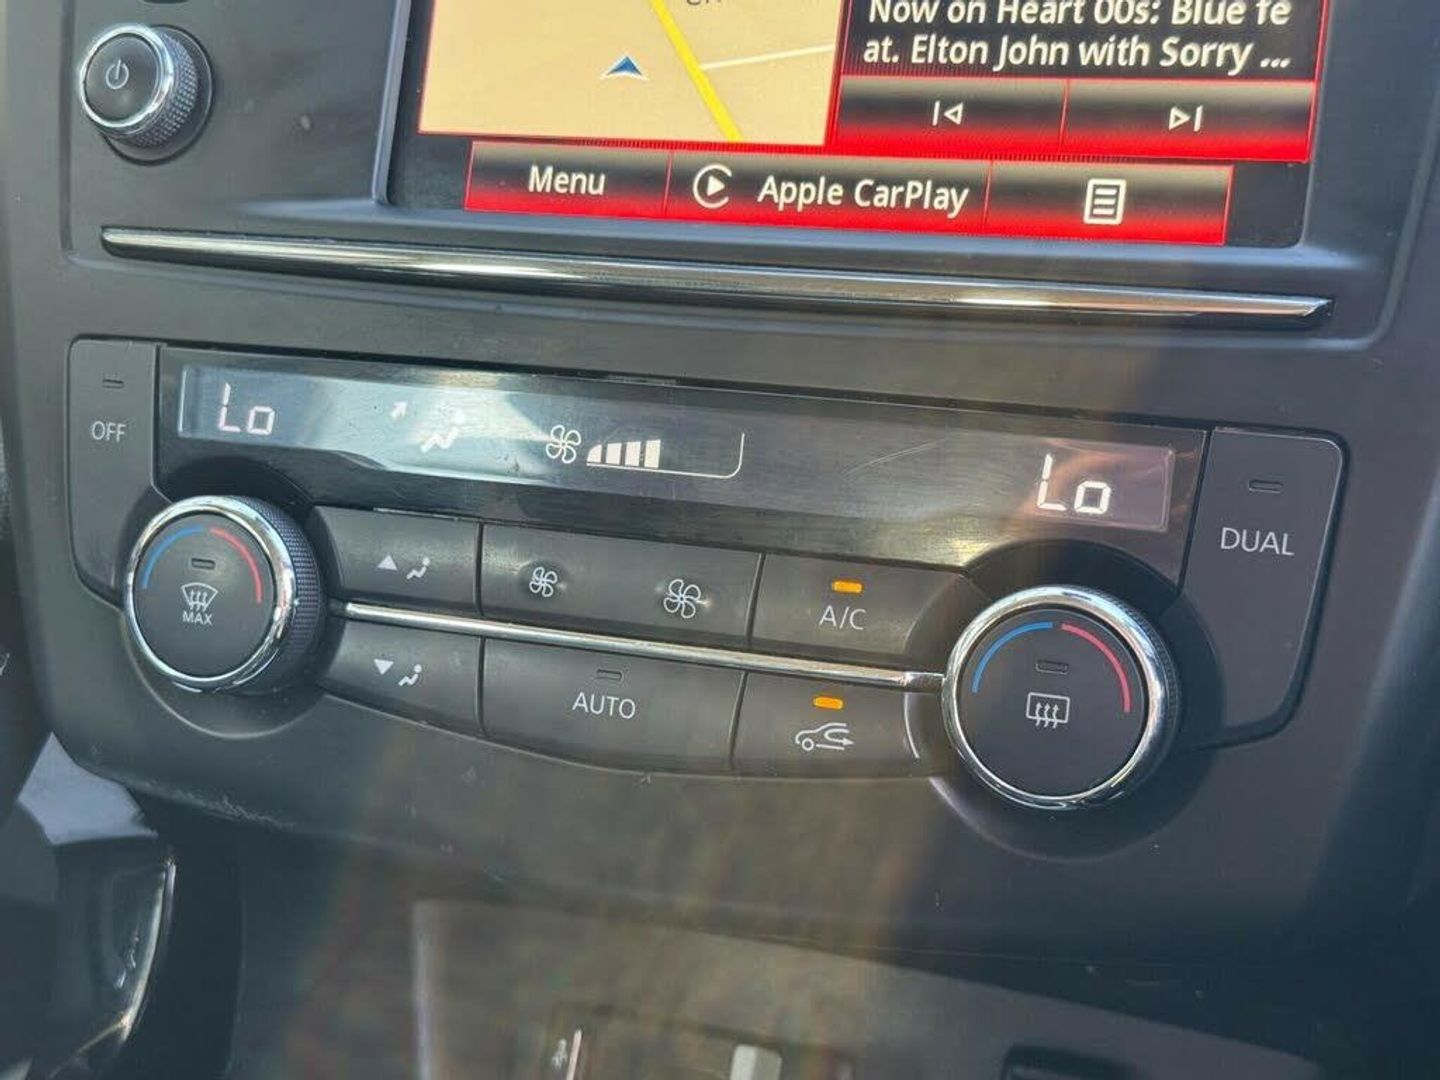 Now on Heart 00s: Blue fe
at. Elton John with Sorry ...
Menu
Apple CarPlay
OFF
Lo
Lo
DUAL
MAX
A/C
AUTO